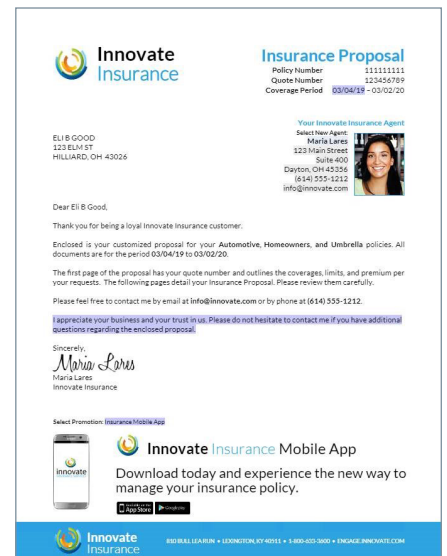 Innovate
Insurance
Insurance Proposal
Policy Number 111111111
Quote Number 123456789
Coverage Period 03/04/19 – 03/02/20
Your Innovate Insurance Agent
Select New Agent:
Maria Lares
123 Main Street
Suite 400
Dayton, OH 45356
(614) 555-1212
info@innovate.com
ELI B GOOD
123 ELM ST
HILLIARD, OH 43026
Dear Eli B Good,
Thank you for being a loyal Innovate Insurance customer.
Enclosed is your customized proposal for your Automotive, Homeowners, and Umbrella policies. All
documents are for the period 03/04/19 to 03/02/20.
The first page of the proposal has your quote number and outlines the coverages, limits, and premium per
your requests. The following pages detail your Insurance Proposal. Please review them carefully.
Please feel free to contact me by email at info@innovate.com or by phone at (614) 555-1212.
I appreciate your business and your trust in us. Please do not hesitate to contact me if you have additional
questions regarding the enclosed proposal.
Sincerely,
Maria Lares
Maria Lares
Innovate Insurance
Select Promotion: Insurance Mobile App
innovate
Innovate Insurance Mobile App
Download today and experience the new way to
manage your insurance policy.
App Store
Google play
Innovate
Insurance
810 BULL LEA RUN • LEXINGTON, KY 40511 • 1-800-633-3800 • ENGAGE.INNOVATE.COM